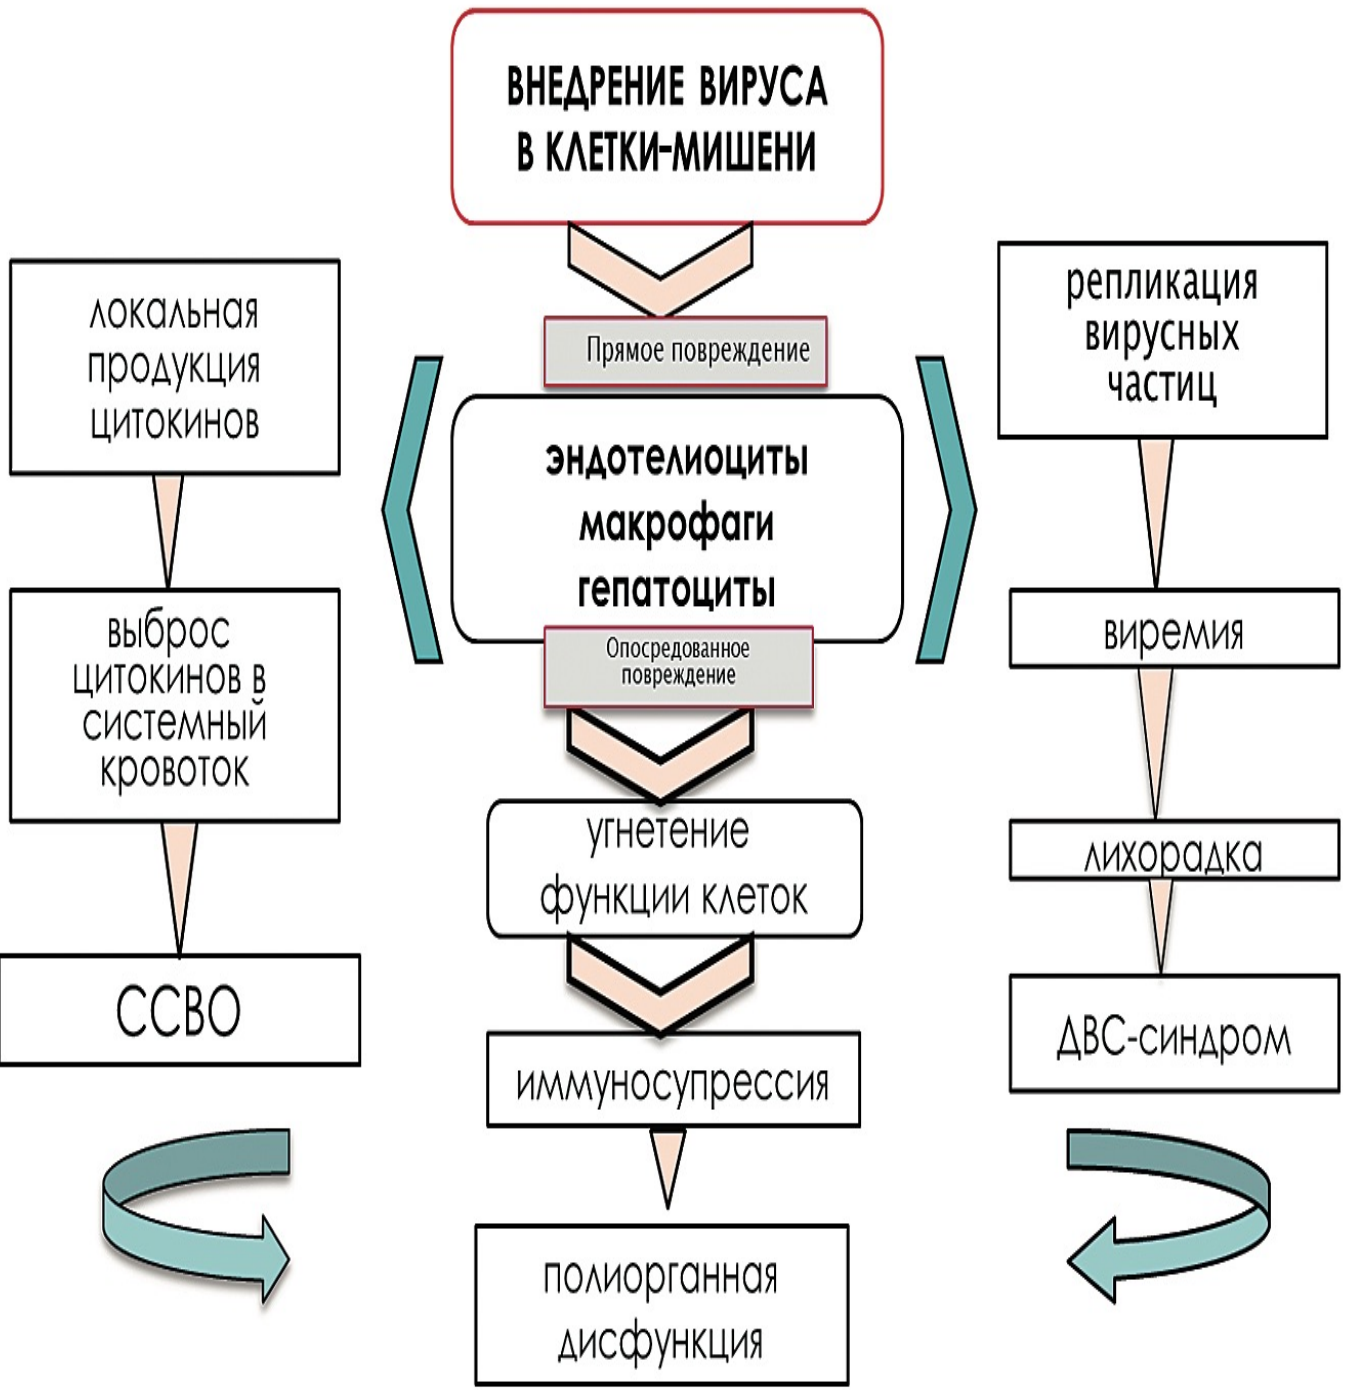 ВНЕДРЕНИЕ ВИРУСА
В КЛЕТКИ-МИШЕНИ
Прямое повреждение
эндотелиоциты
макрофаги
гепатоциты
Опосредованное
повреждение
угнетение
функции клеток
иммуносупрессия
полиорганная
дисфункция
локальная
продукция
цитокинов
выброс
цитокинов в
системный
кровоток
ССВО
репликация
вирусных
частиц
виремия
лихорадка
ДВС-синдром